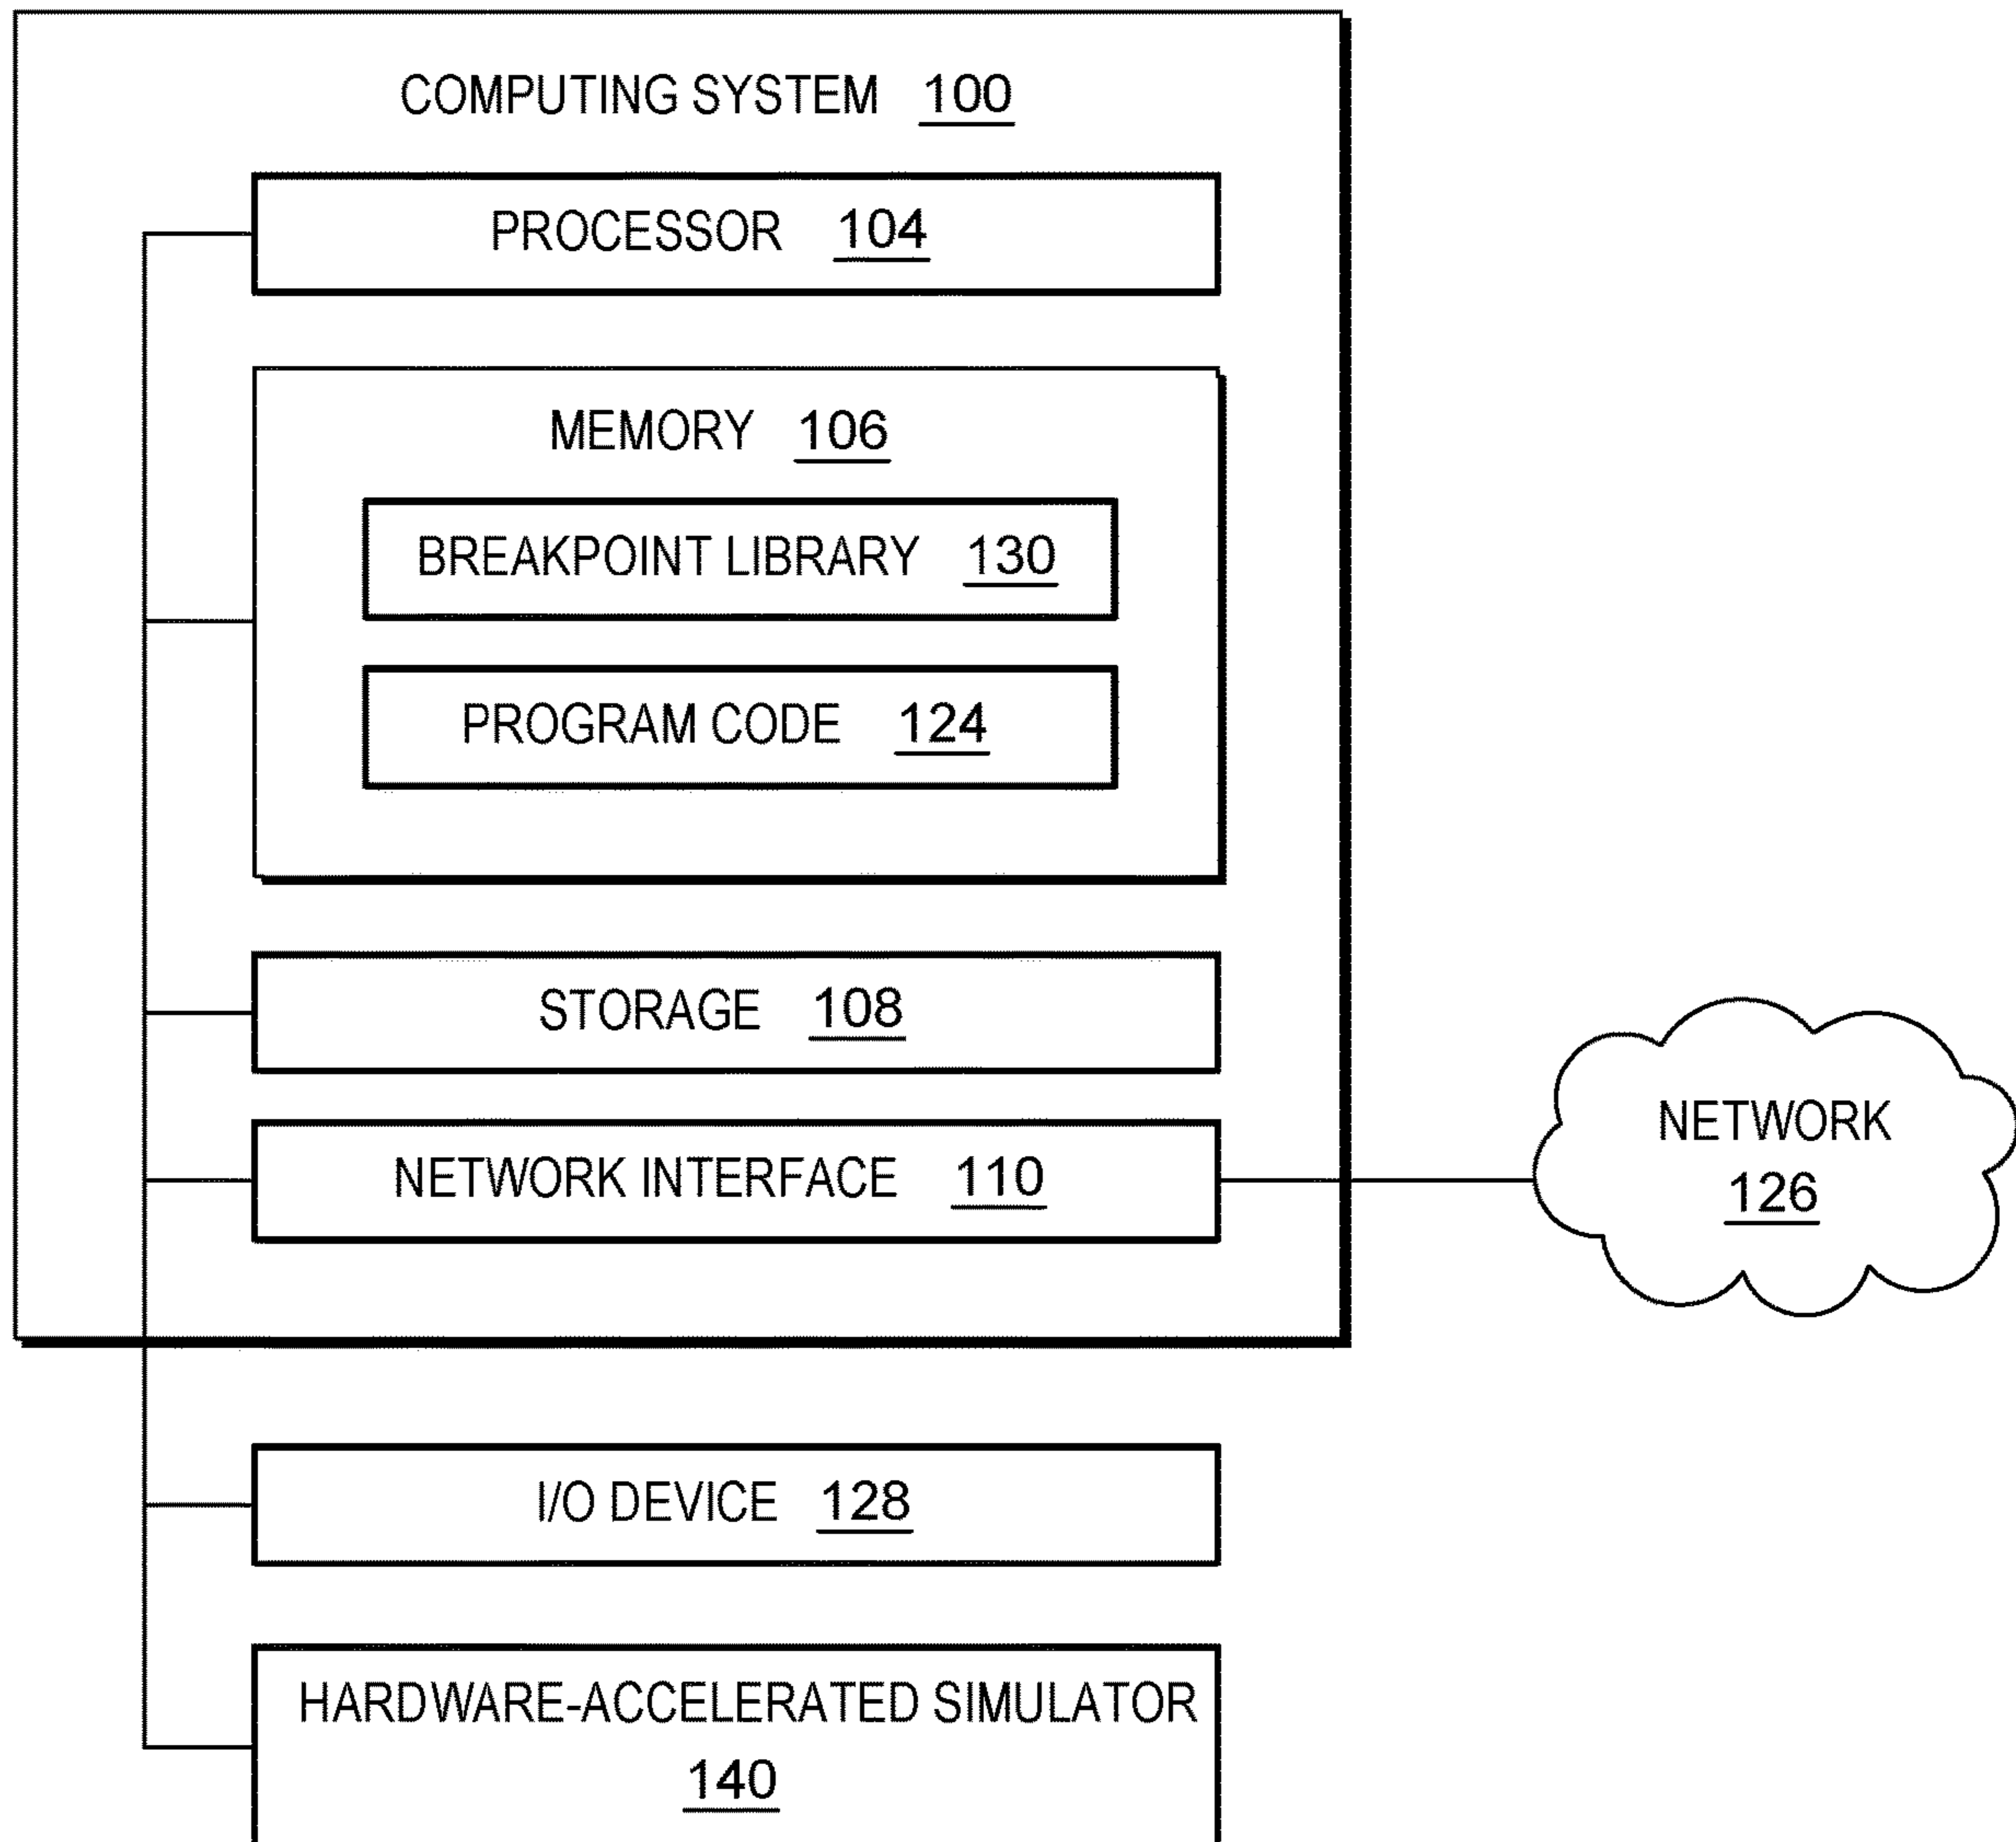 COMPUTING SYSTEM 100
PROCESSOR 104
MEMORY 106
BREAKPOINT LIBRARY 130
PROGRAM CODE 124
STORAGE 108
NETWORK INTERFACE 110
NETWORK
126
I/O DEVICE 128
HARDWARE-ACCELERATED SIMULATOR
140